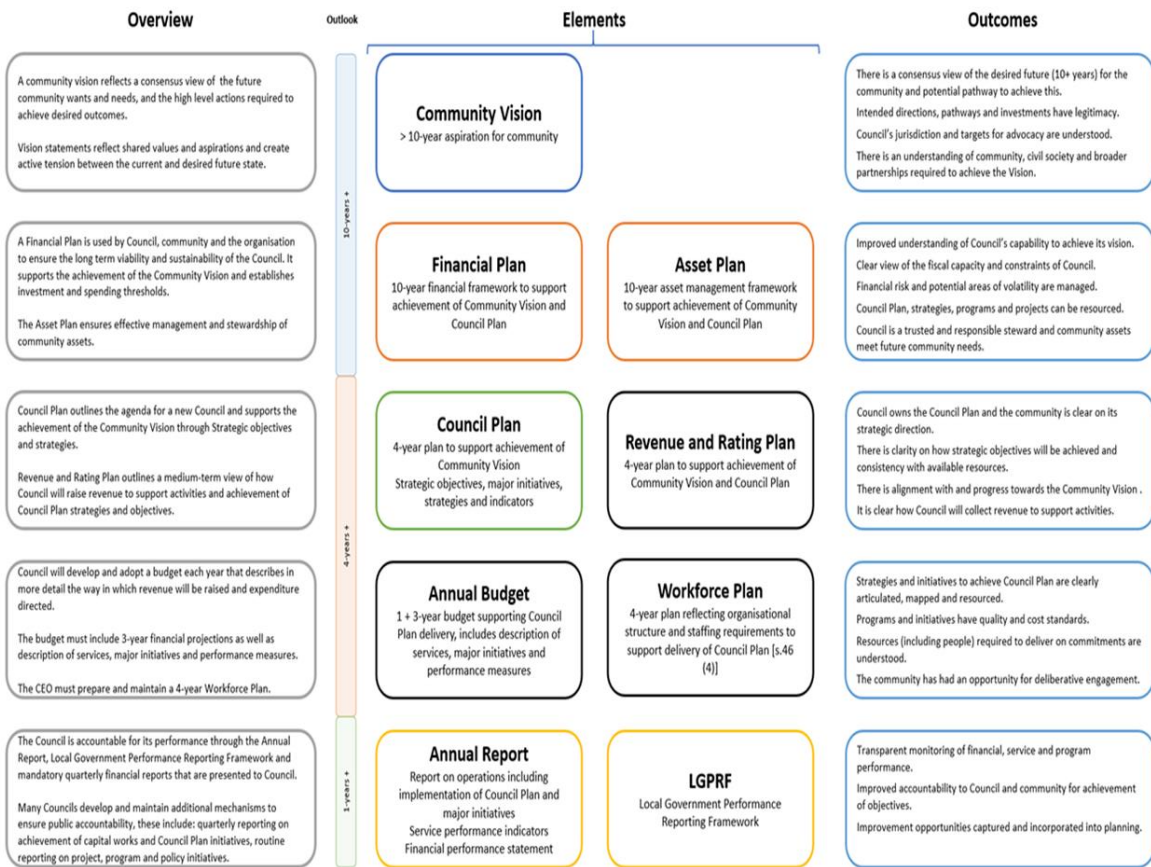 Overview
Outlook
Elements
Outcomes
A community vision reflects a consensus view of the future
community wants and needs, and the high level actions required to
achieve desired outcomes.
Vision statements reflect shared values and aspirations and create
active tension between the current and desired future state.
10-years +
Community Vision
> 10-year aspiration for community
There is a consensus view of the desired future (10+ years) for the
community and potential pathway to achieve this.
Intended directions, pathways and investments have legitimacy.
Council's jurisdiction and targets for advocacy are understood.
There is an understanding of community, civil society and broader
partnerships required to achieve the Vision.
A Financial Plan is used by Council, community and the organisation
to ensure the long term viability and sustainability of the Council. It
supports the achievement of the Community Vision and establishes
investment and spending thresholds.
The Asset Plan ensures effective management and stewardship of
community assets.
Financial Plan
10-year financial framework to support
achievement of Community Vision and
Council Plan
Asset Plan
10-year asset management framework
to support achievement of Community
Vision and Council Plan
Improved understanding of Council's capability to achieve its vision.
Clear view of the fiscal capacity and constraints of Council.
Financial risk and potential areas of volatility are managed.
Council Plan, strategies, programs and projects can be resourced.
Council is a trusted and responsible steward and community assets
meet future community needs.
Council Plan outlines the agenda for a new Council and supports the
achievement of the Community Vision through Strategic objectives
and strategies.
Revenue and Rating Plan outlines a medium-term view of how
Council will raise revenue to support activities and achievement of
Council Plan strategies and objectives.
4-years +
Council Plan
4-year plan to support achievement of
Community Vision
Strategic objectives, major initiatives,
strategies and indicators
Revenue and Rating Plan
4-year plan to support achievement of
Community Vision and Council Plan
Council owns the Council Plan and the community is clear on its
strategic direction.
There is clarity on how strategic objectives will be achieved and
consistency with available resources.
There is alignment with and progress towards the Community Vision .
It is clear how Council will collect revenue to support activities.
Council will develop and adopt a budget each year that describes in
more detail the way in which revenue will be raised and expenditure
directed.
The budget must include 3-year financial projections as well as
description of services, major initiatives and performance measures.
The CEO must prepare and maintain a 4-year Workforce Plan.
Annual Budget
1 + 3-year budget supporting Council
Plan delivery, includes description of
services, major initiatives and
performance measures
Workforce Plan
4-year plan reflecting organisational
structure and staffing requirements to
support delivery of Council Plan [s.46
(4)]
Strategies and initiatives to achieve Council Plan are clearly
articulated, mapped and resourced.
Programs and initiatives have quality and cost standards.
Resources (including people) required to deliver on commitments are
understood.
The community has had an opportunity for deliberative engagement.
The Council is accountable for its performance through the Annual
Report, Local Government Performance Reporting Framework and
mandatory quarterly financial reports that are presented to Council.
Many Councils develop and maintain additional mechanisms to
ensure public accountability, these include: quarterly reporting on
achievement of capital works and Council Plan initiatives, routine
reporting on project, program and policy initiatives.
1-years +
Annual Report
Report on operations including
implementation of Council Plan and
major initiatives
Service performance indicators
Financial performance statement
LGPRF
Local Government Performance
Reporting Framework
Transparent monitoring of financial, service and program
performance.
Improved accountability to Council and community for achievement
of objectives.
Improvement opportunities captured and incorporated into planning.